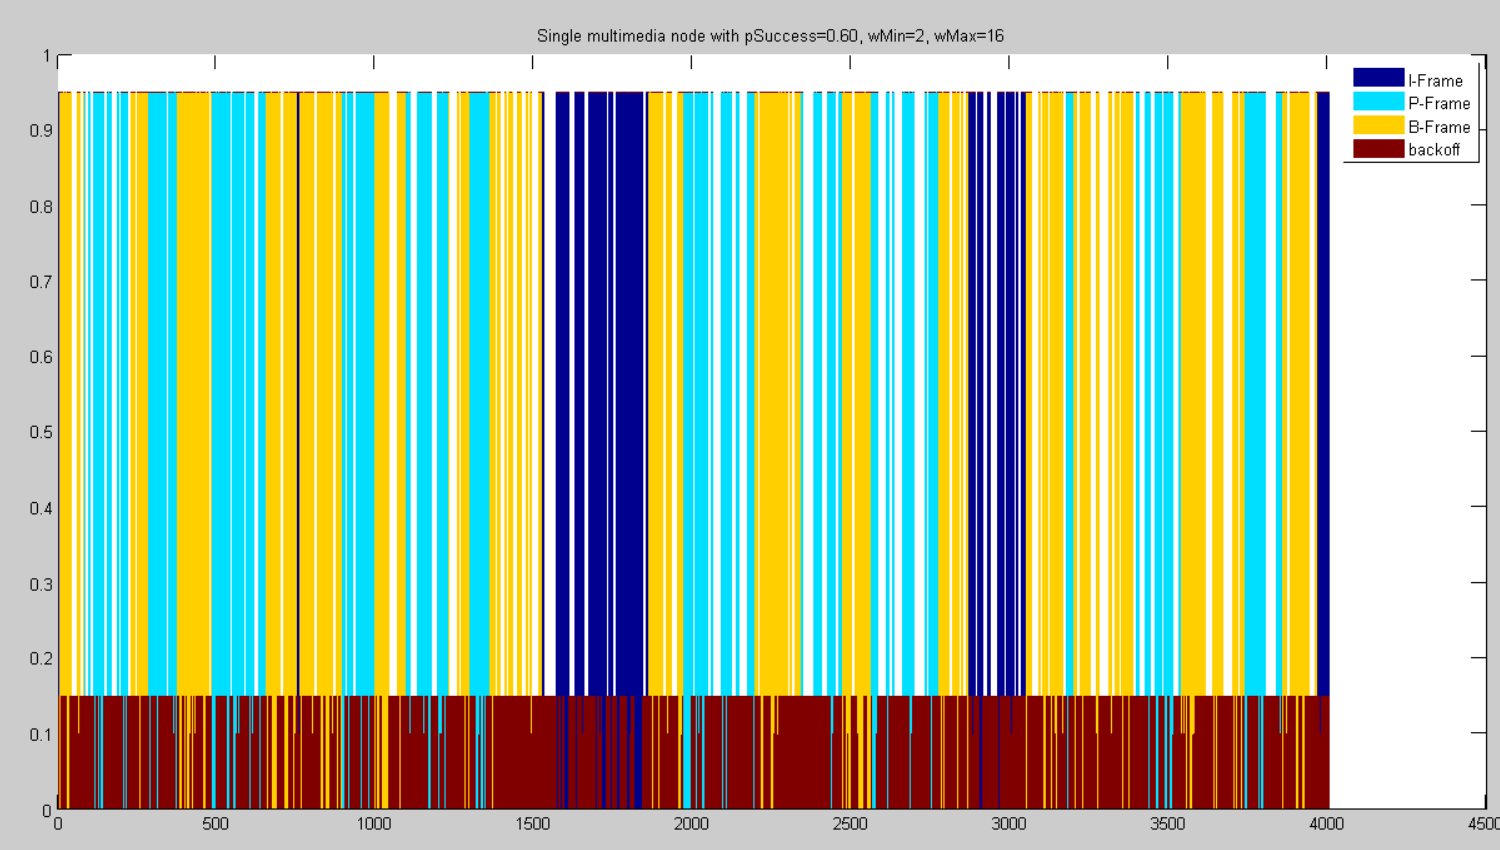 Single multimedia node with pSuccess=0.60, wMin=2, wMax=16
1
I-Frame
P-Frame
B-Frame
backoff
0.9
0.8
0.7
0.6
0.5
0.4
0.3
0.2
0.1
0
0 500 1000 1500 2000 2500 3000 3500 4000 4500